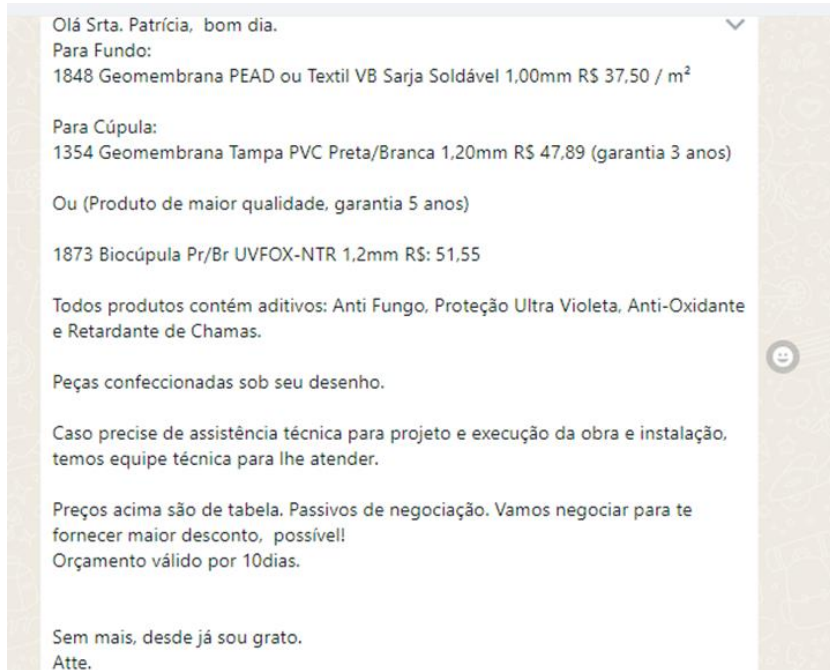 Olá Srta. Patrícia,  bom dia.
Para Fundo:
1848 Geomembrana PEAD ou Textil VB Sarja Soldável 1,00mm R$ 37,50 / m²
Para Cúpula:
1354 Geomembrana Tampa PVC Preta/Branca 1,20mm R$ 47,89 (garantia 3 anos)
Ou (Produto de maior qualidade, garantia 5 anos)
1873 Biocúpula Pr/Br UVFOX-NTR 1,2mm R$: 51,55
Todos produtos contém aditivos: Anti Fungo, Proteção Ultra Violeta, Anti-Oxidante
e Retardante de Chamas.
Peças confeccionadas sob seu desenho.
Caso precise de assistência técnica para projeto e execução da obra e instalação,
temos equipe técnica para lhe atender.
Preços acima são de tabela. Passivos de negociação. Vamos negociar para te
fornecer maior desconto,  possível!
Orçamento válido por 10dias.
Sem mais, desde já sou grato.
Atte.